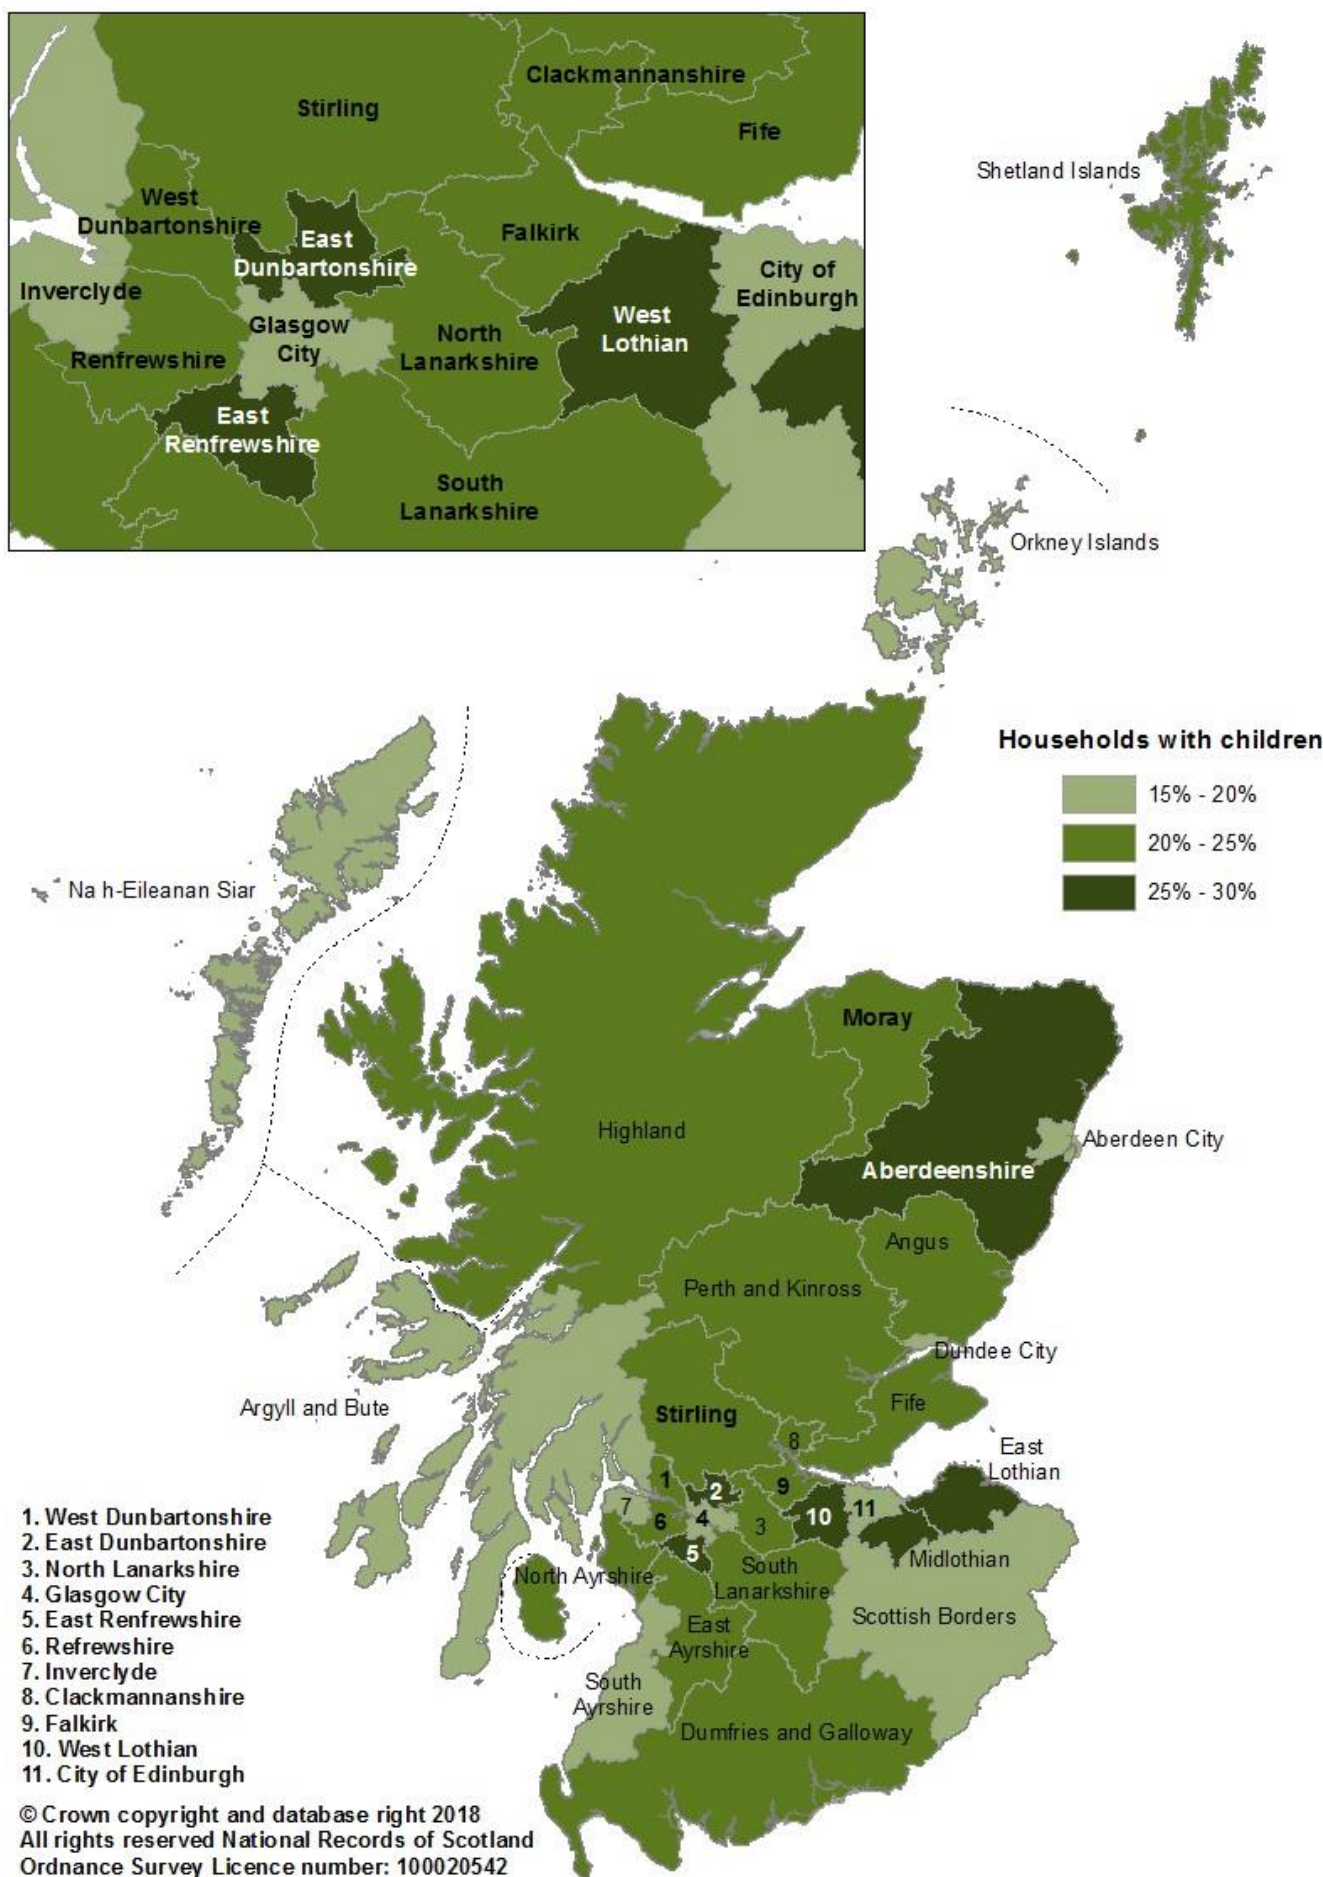 Clackmannanshire
Stirling
Fife
West
Dunbartonshire
East
Dunbartonshire
Falkirk
City of
Edinburgh
Inverclyde
Glasgow
City
North
Lanarkshire
West
Lothian
Renfrewshire
East
Renfrewshire
South
Lanarkshire
Shetland Islands
Orkney Islands
Households with children
15% - 20%
20% - 25%
25% - 30%
Na h-Eileanan Siar
Moray
Highland
Aberdeen City
Aberdeenshire
Angus
Perth and Kinross
Dundee City
Argyll and Bute
Stirling
Fife
8
East
Lothian
1
2
9
7
6
4
3
10
11
5
Midlothian
North Ayrshire
South
Lanarkshire
Scottish Borders
East
Ayrshire
South
Ayrshire
Dumfries and Galloway
1. West Dunbartonshire
2. East Dunbartonshire
3. North Lanarkshire
4. Glasgow City
5. East Renfrewshire
6. Refrewshire
7. Inverclyde
8. Clackmannanshire
9. Falkirk
10. West Lothian
11. City of Edinburgh
© Crown copyright and database right 2018
All rights reserved National Records of Scotland
Ordnance Survey Licence number: 100020542